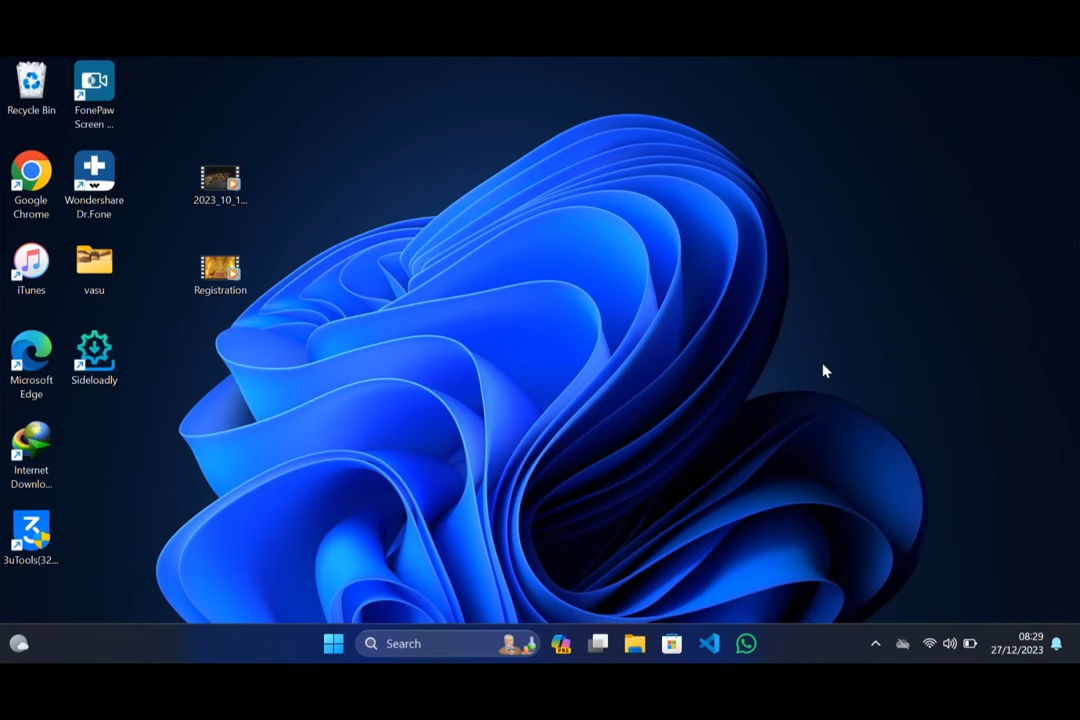 Recycle Bin
FonePaw
Screen ...
Google
Chrome
Wondershare
Dr.Fone
2023_10_1...
iTunes
vasu
Registration
Microsoft
Edge
Sideloadly
Internet
Downlo...
3uTools(32...
Search
PRE
08:29
27/12/2023